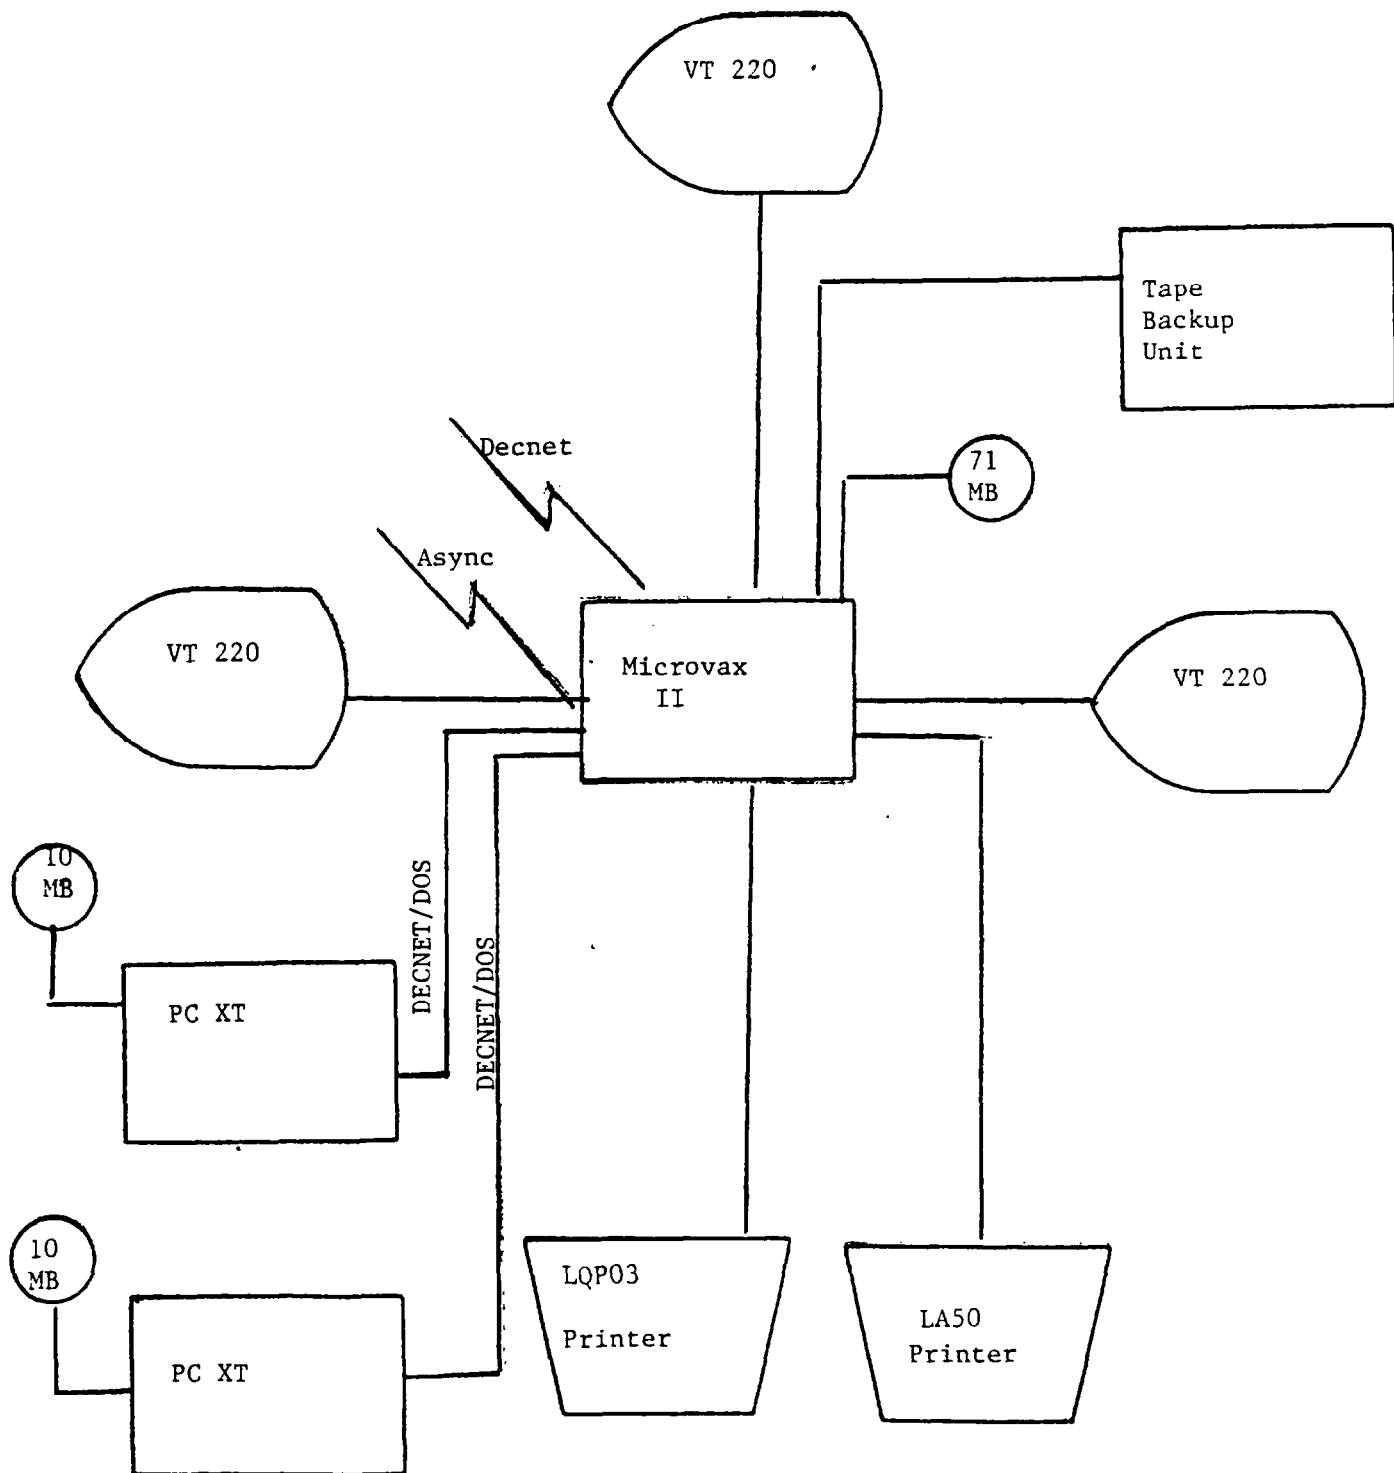 VT 220
Tape
Backup
Unit
Decnet
71
MB
Async
VT 220
Microvax
II
VT 220
10
MB
DECNET/DOS
DECNET/DOS
PC XT
10
MB
PC XT
LQP03
Printer
LA50
Printer